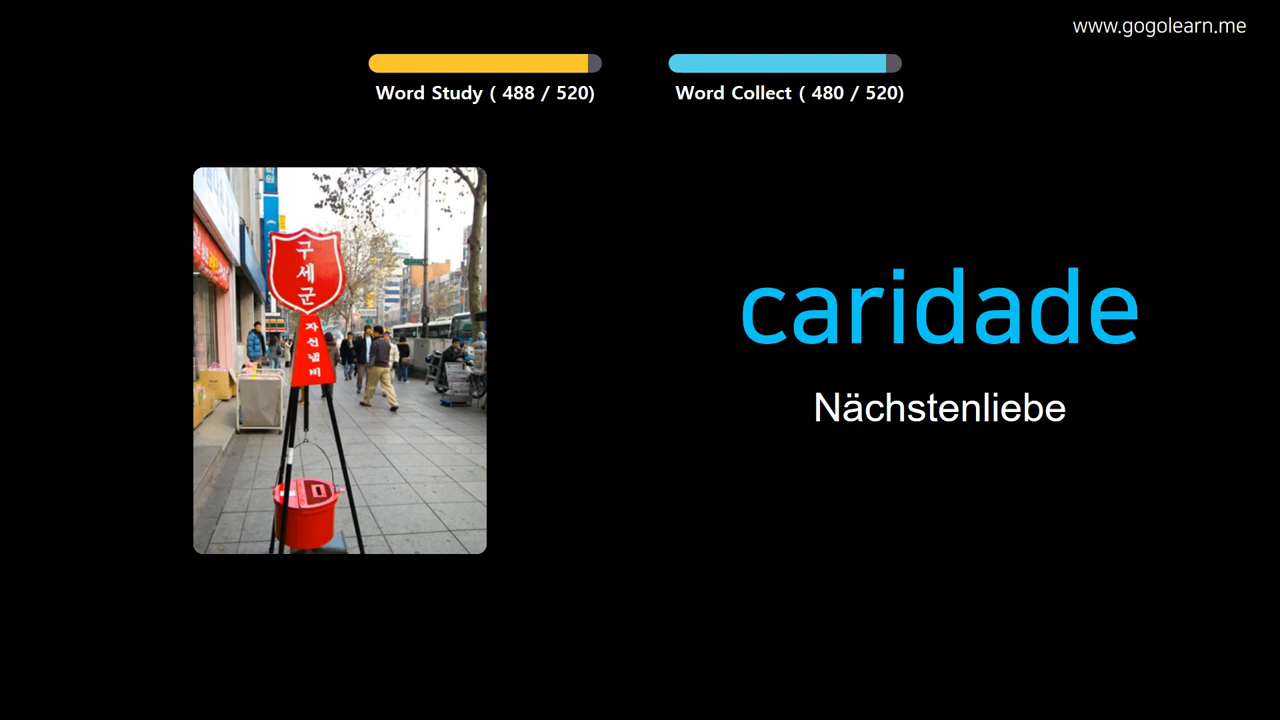 www.gogolearn.me
Word Study ( 488 / 520)
Word Collect ( 480 / 520)
구세군
자선냄비
caridade
Nächstenliebe